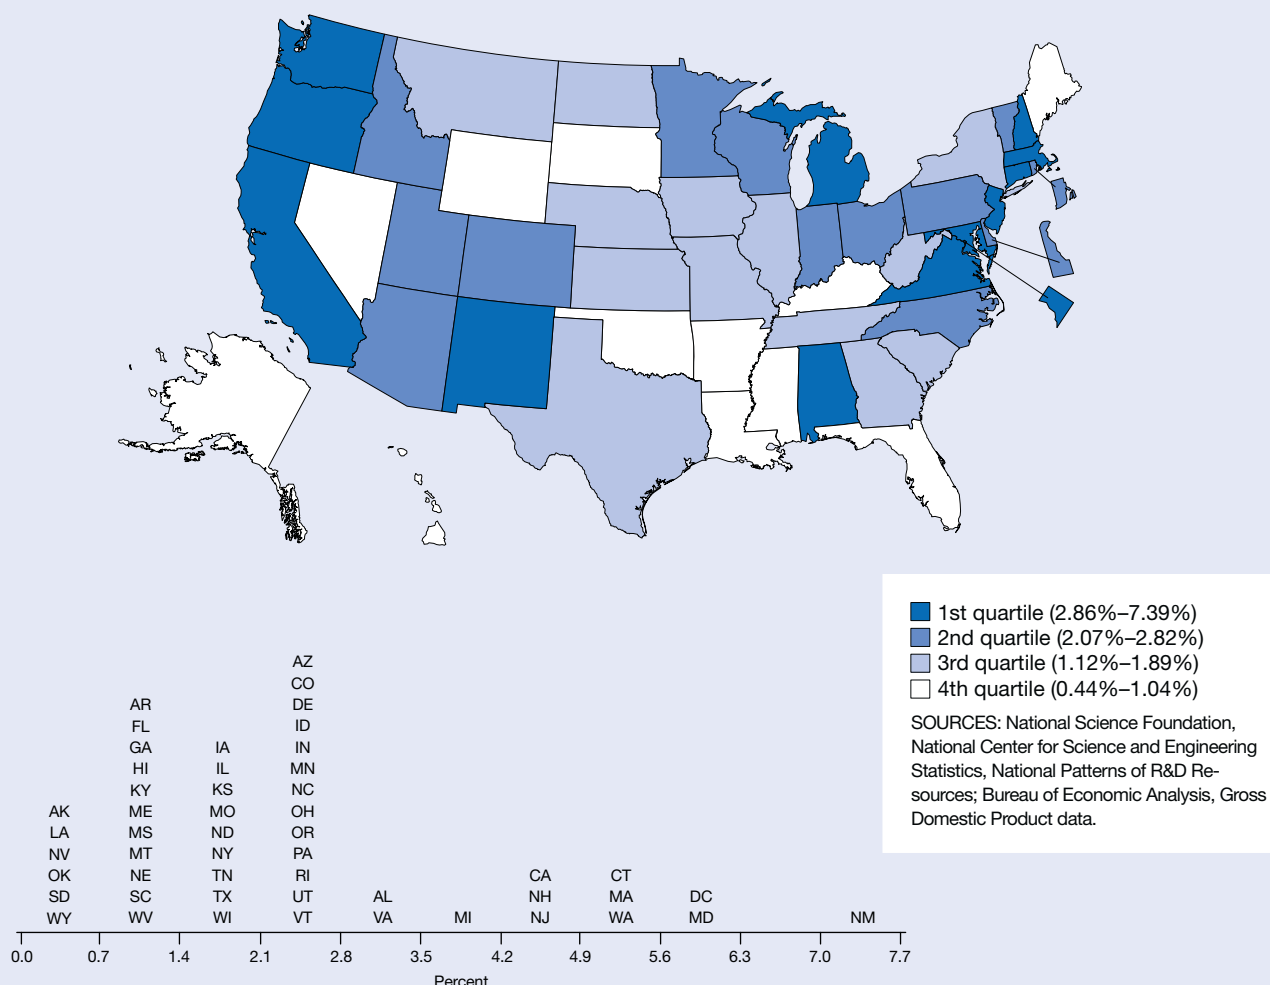 1st quartile (2.86%–7.39%)
2nd quartile (2.07%–2.82%)
3rd quartile (1.12%–1.89%)
4th quartile (0.44%–1.04%)
SOURCES: National Science Foundation,
National Center for Science and Engineering
Statistics, National Patterns of R&D Re-
sources; Bureau of Economic Analysis, Gross
Domestic Product data.
AZ
CO
AR DE
FL ID
GA IA IN
HI IL MN
KY KS NC
AK ME MO OH
LA MS ND OR
NV MT NY PA
OK NE TN RI CA CT
SD SC TX UT AL NH MA DC
WY WV WI VT VA MI NJ WA MD NM
0.0 0.7 1.4 2.1 2.8 3.5 4.2 4.9 5.6 6.3 7.0 7.7
Percent